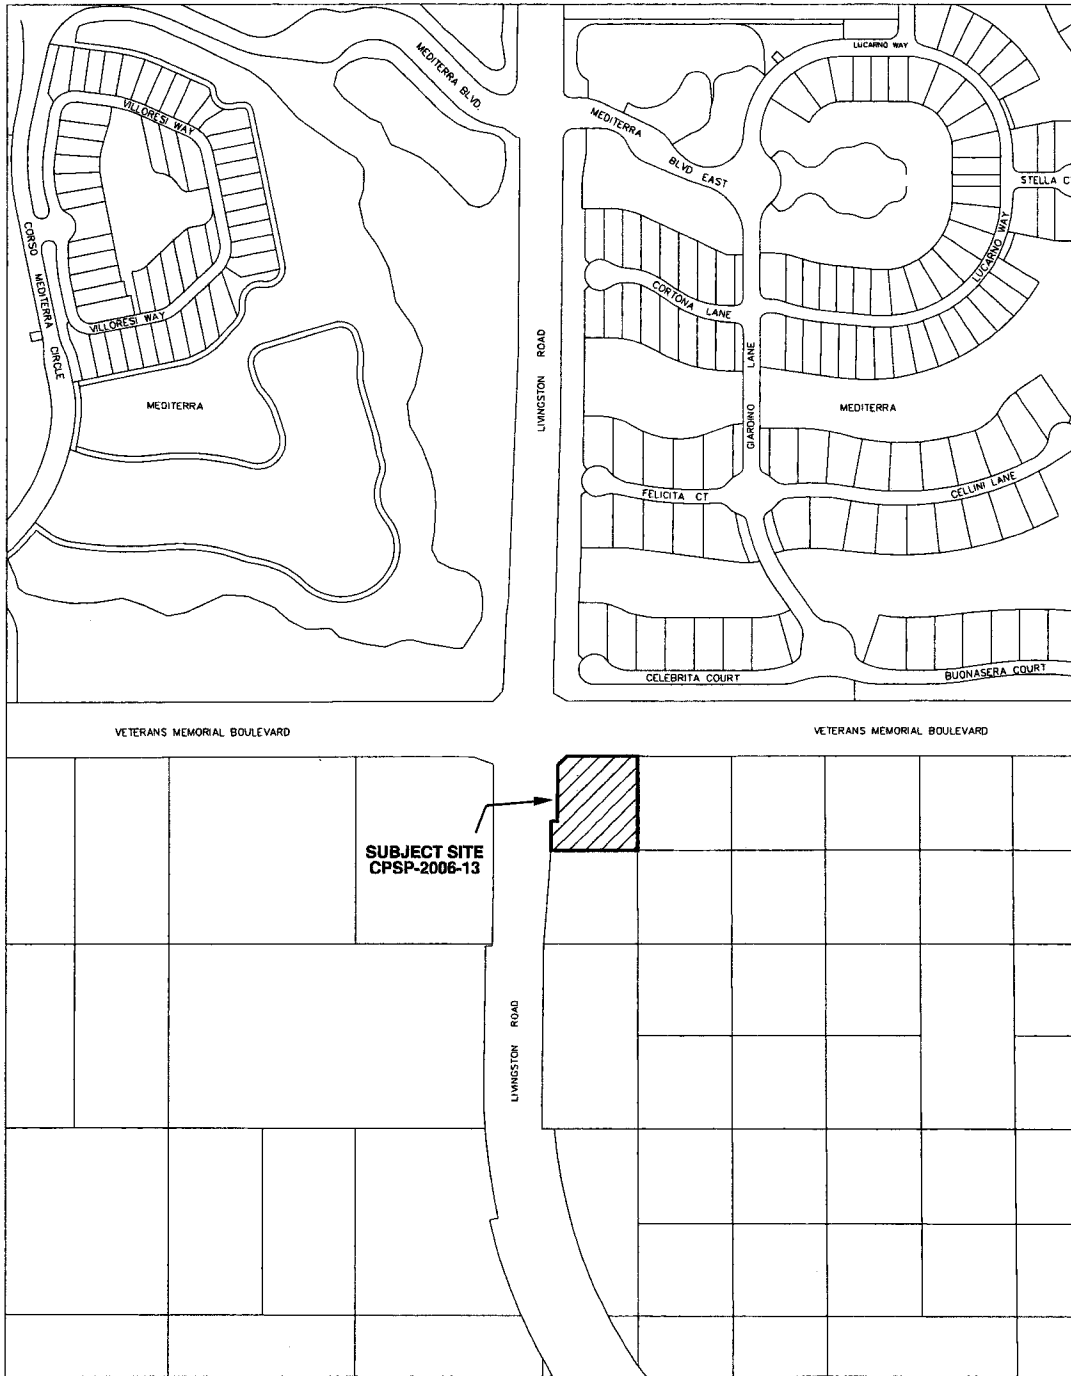 LUCARNO WAY
MEDITERRA BLVD.
VILLORESI WAY
MEDITERRA
BLVD EAST
STELLA CT
CORSO MEDITERRA CIRCLE
LUCARNO WAY
CORTONA LANE
VILLORESI WAY
LIVINGSTON ROAD
GIARDINO LANE
MEDITERRA
MEDITERRA
FELICITA CT
CELLINI LANE
CELEBRITA COURT
BUONASERA COURT
VETERANS MEMORIAL BOULEVARD
VETERANS MEMORIAL BOULEVARD
SUBJECT SITE
CPSP-2006-13
LIVINGSTON ROAD